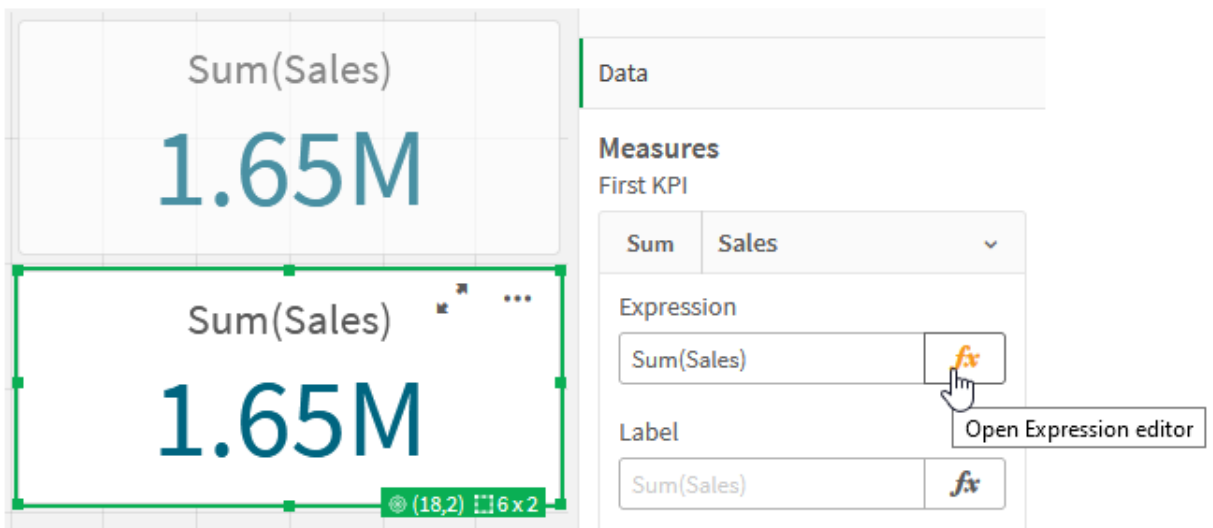 Sum(Sales)
1.65M
Sum(Sales)
1.65M
(18,2) 6 x 2
Data
Measures
First KPI
Sum Sales
Expression
Sum(Sales) fx
Open Expression editor
Label
Sum(Sales) fx